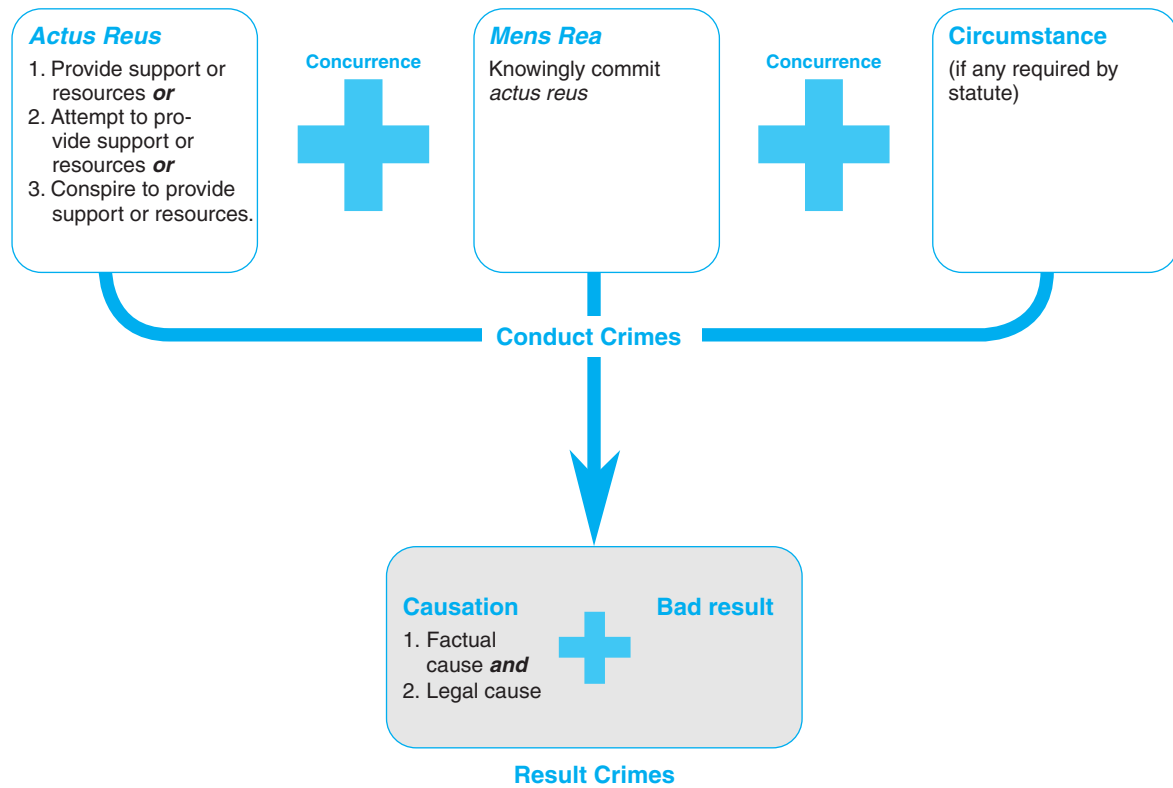 Actus Reus
1. Provide support or
resources or
2. Attempt to pro-
vide support or
resources or
3. Conspire to provide
support or resources.
Concurrence
Mens Rea
Knowingly commit
actus reus
Concurrence
Circumstance
(if any required by
statute)
Conduct Crimes
Causation
1. Factual
cause and
2. Legal cause
Bad result
Result Crimes